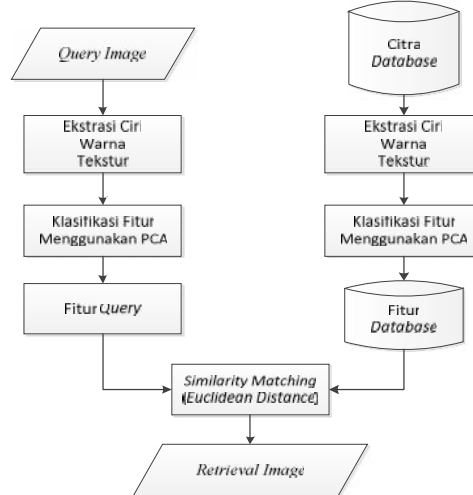 Query Image
Ekstrasi Ciri
Warna
Tekstur
Klasifikasi Fitur
Menggunakan PCA
Fitur Query
Citra
Database
Ekstrasi Ciri
Warna
Tekstur
Klasifikasi Fitur
Menggunakan PCA
Fitur
Database
Similarity Matching
(Euclidean Distance)
Retrieval Image